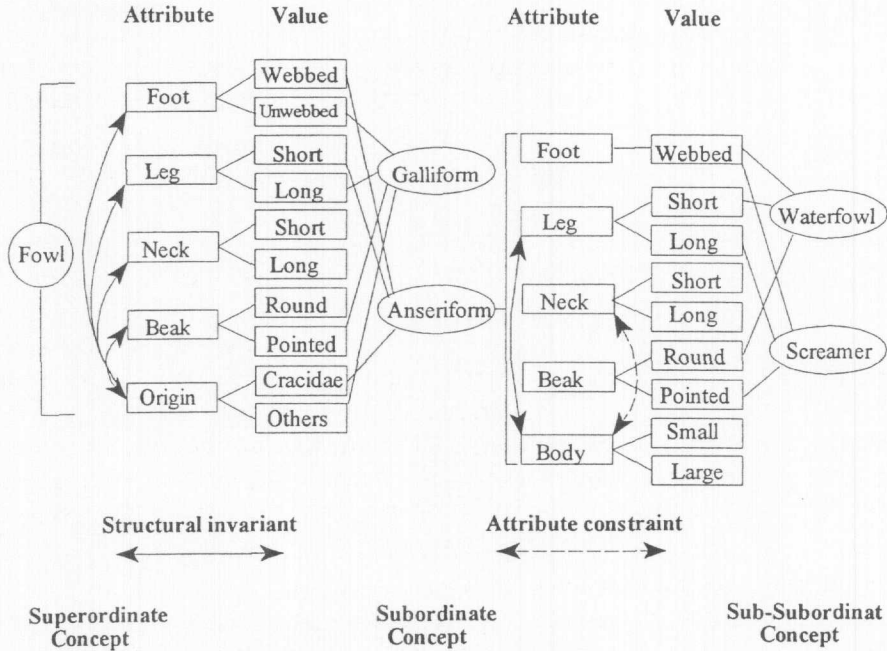 Attribute Value Attribute Value
Fowl
Foot
Webbed
Unwebbed
Leg
Short
Long
Neck
Short
Long
Beak
Round
Pointed
Origin
Cracidae
Others
Galliform
Anseriform
Foot
Webbed
Leg
Short
Long
Neck
Short
Long
Beak
Round
Pointed
Body
Small
Large
Waterfowl
Screamer
Structural invariant
Attribute constraint
Superordinate
Concept
Subordinate
Concept
Sub-Subordinat
Concept